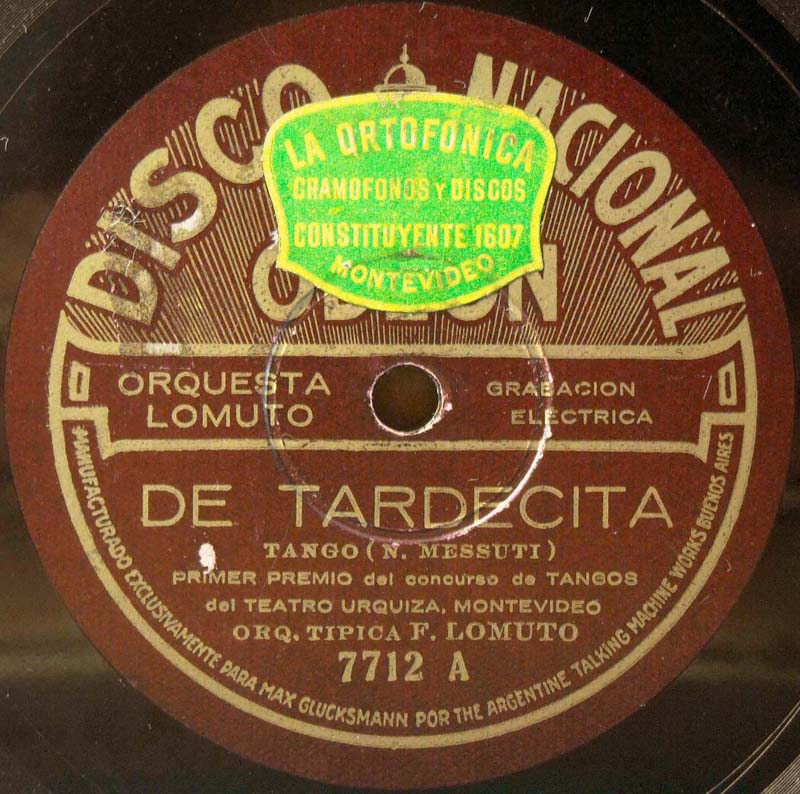 DISCO NACIONAL
LA ORTOFÓNICA
GRAMOFONOS Y DISCOS
CONSTITUYENTE 1607
MONTEVIDEO
ODEON
ORQUESTA
LOMUTO
GRABACION
ELECTRICA
DE TARDECITA
TANGO (N. MESSUTI)
PRIMER PREMIO del concurso de TANGOS
del TEATRO URQUIZA, MONTEVIDEO
ORQ. TIPICA F. LOMUTO
7712 A
MANUFACTURADO EXCLUSIVAMENTE PARA MAX GLUCKSMANN POR THE ARGENTINE TALKING MACHINE WORKS BUENOS AIRES